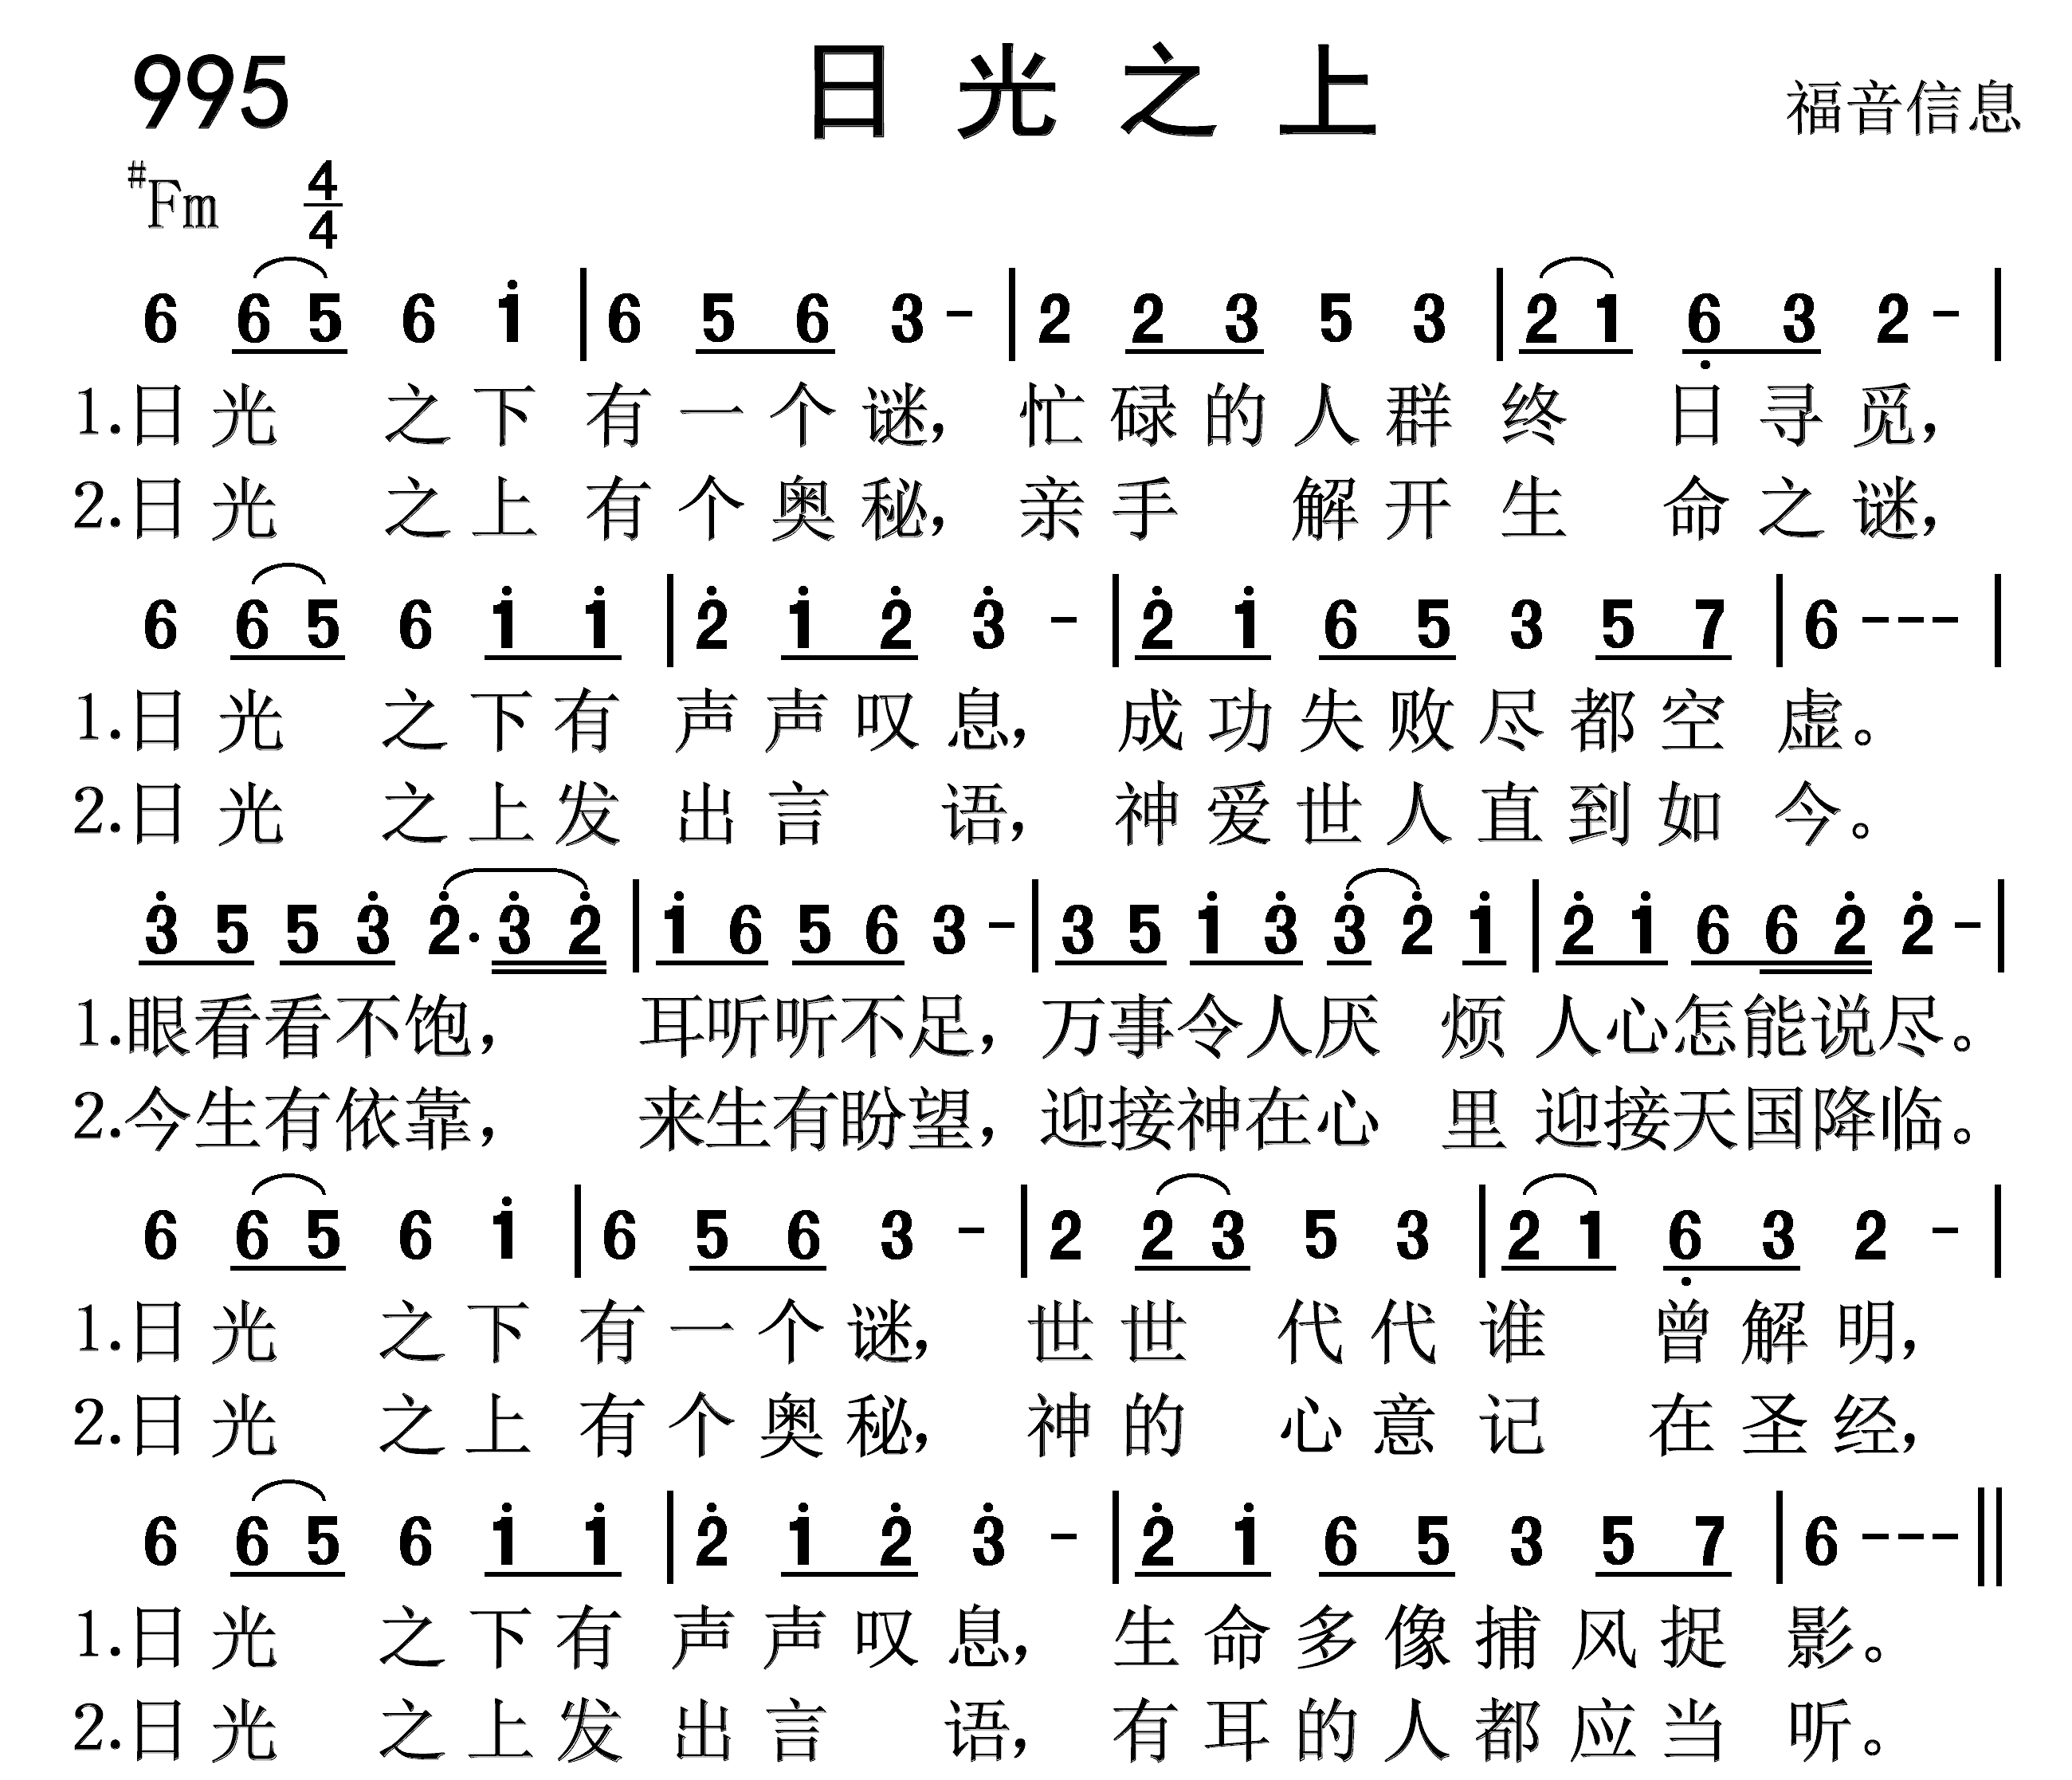 995 日光之上 福音信息
#Fm 4/4
6 6 5 6 i | 6 5 6 3 - | 2 2 3 5 3 | 2 1 6̣ 3 2 - |
1.日光 之下 有一个谜， 忙碌的人群 终 日寻觅，
2.日光 之上 有个奥秘， 亲手 解开生 命之谜，
6 6 5 6 i i | 2̇ i 2̇ 3̇ - | 2̇ i 6 5 3 5 7 | 6 - - - |
1.日光 之下有 声声叹息， 成功失败尽都空 虚。
2.日光 之上发 出言 语， 神爱世人直到如 今。
3̇ 5 5 3̇ 2̇· 3̇ 2̇ | i 6 5 6 3 - | 3 5 i 3̇ 3̇ 2̇ i | 2̇ i 6 6 2̇ 2̇ - |
1.眼看看不饱， 耳听听不足，万事令人厌 烦 人心怎能说尽。
2.今生有依靠， 来生有盼望，迎接神在心 里 迎接天国降临。
6 6 5 6 i | 6 5 6 3 - | 2 2 3 5 3 | 2 1 6̣ 3 2 - |
1.日光 之下 有一个谜， 世世 代代谁 曾解明，
2.日光 之上 有个奥秘， 神的 心意记 在圣经，
6 6 5 6 i i | 2̇ i 2̇ 3̇ - | 2̇ i 6 5 3 5 7 | 6 - - - ||
1.日光 之下有 声声叹息， 生命多像捕风捉 影。
2.日光 之上发 出言 语， 有耳的人都应当 听。